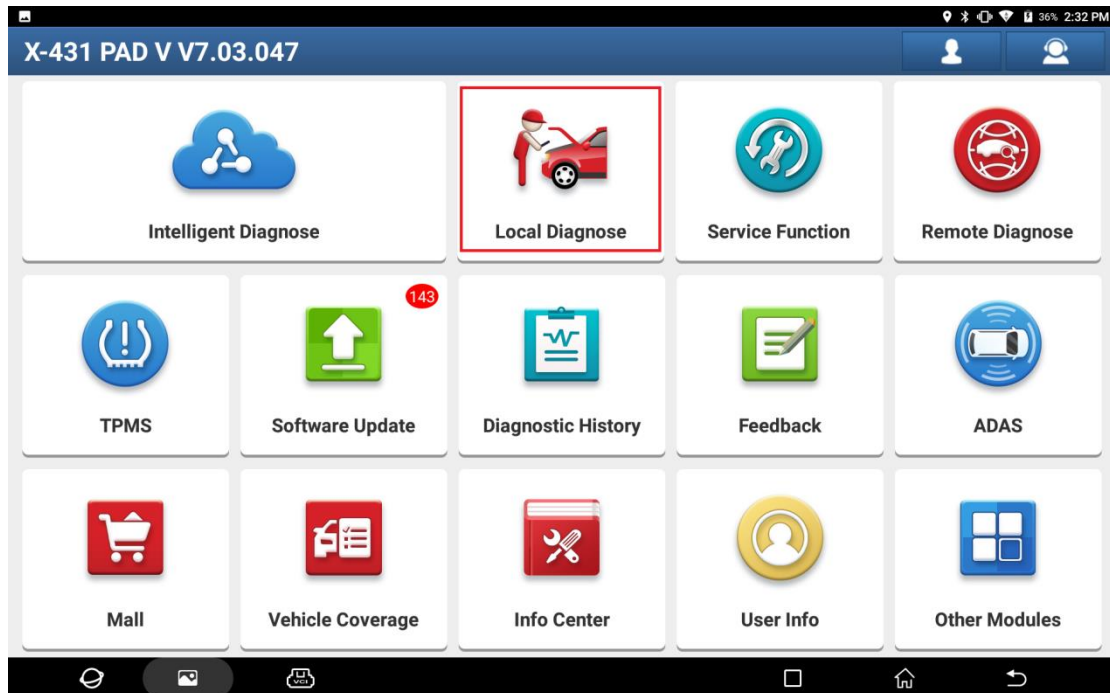 36% 2:32 PM
X-431 PAD V V7.03.047
Intelligent Diagnose
Local Diagnose
Service Function
Remote Diagnose
143
TPMS
Software Update
Diagnostic History
Feedback
ADAS
Mall
Vehicle Coverage
Info Center
User Info
Other Modules
VCI